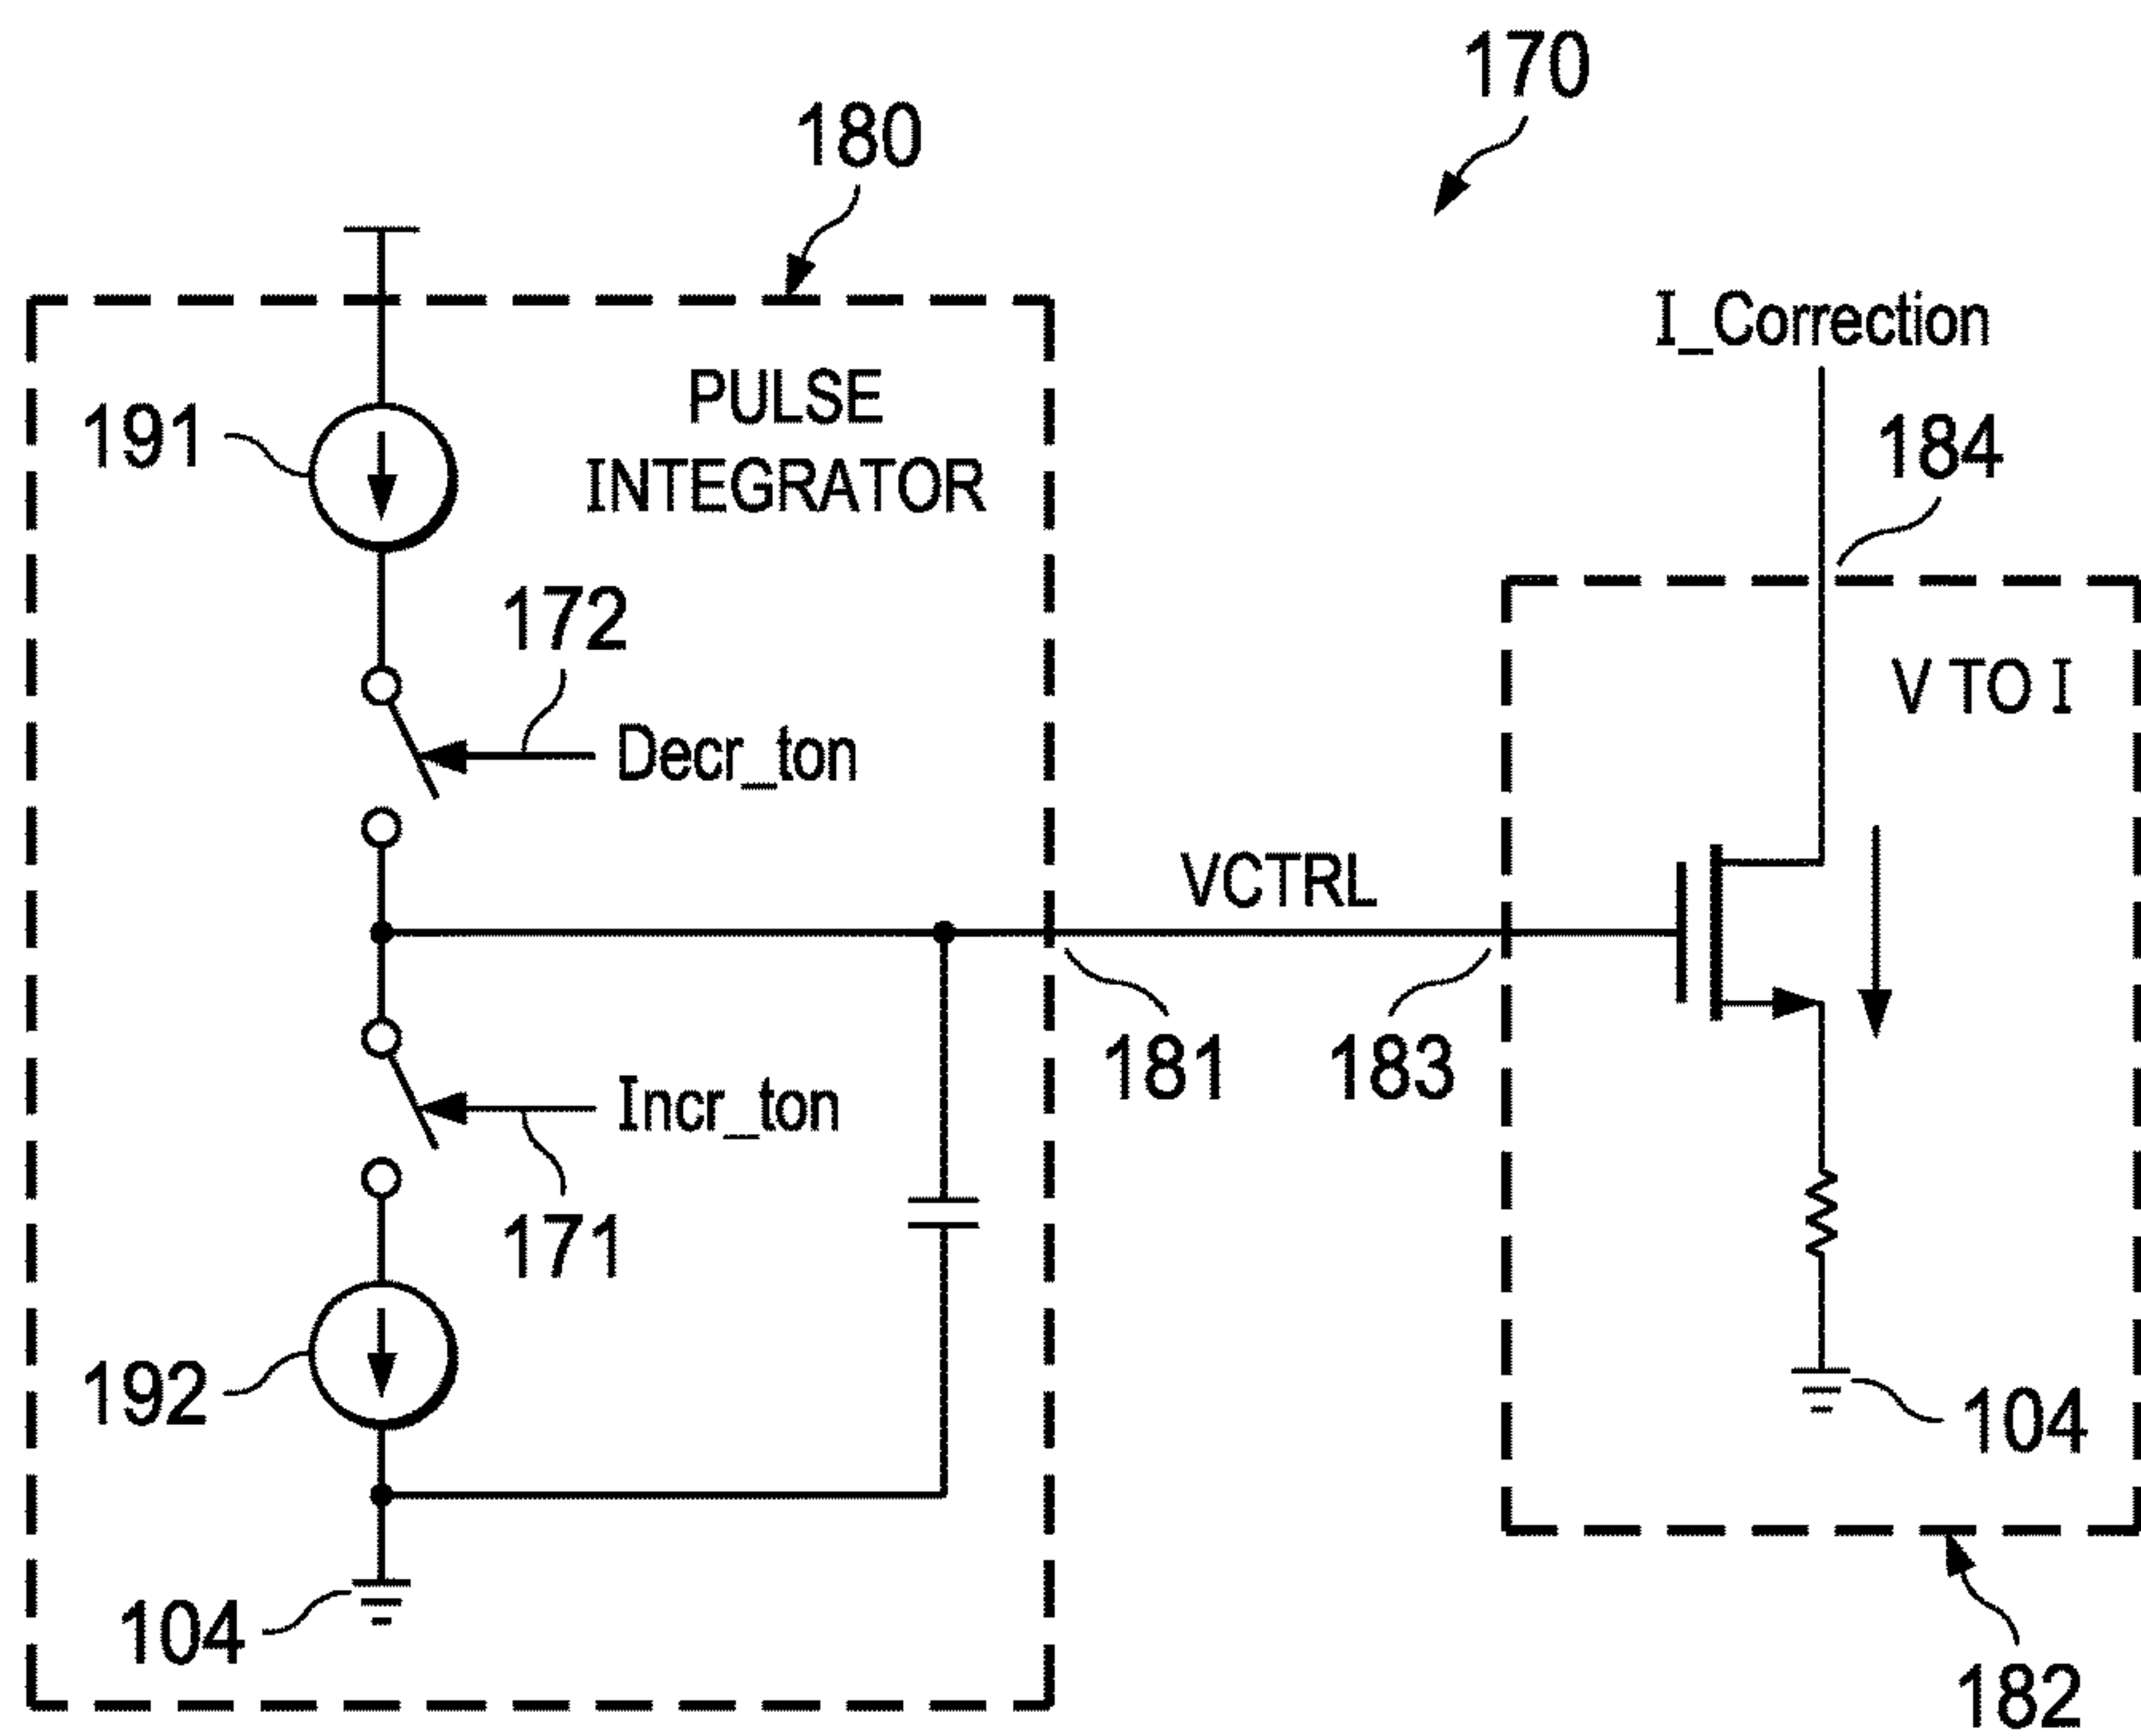 170
180
I_Correction
PULSE
INTEGRATOR
191
184
172
V TO I
Decr_ton
VCTRL
181
183
Incr_ton
171
192
104
104
182